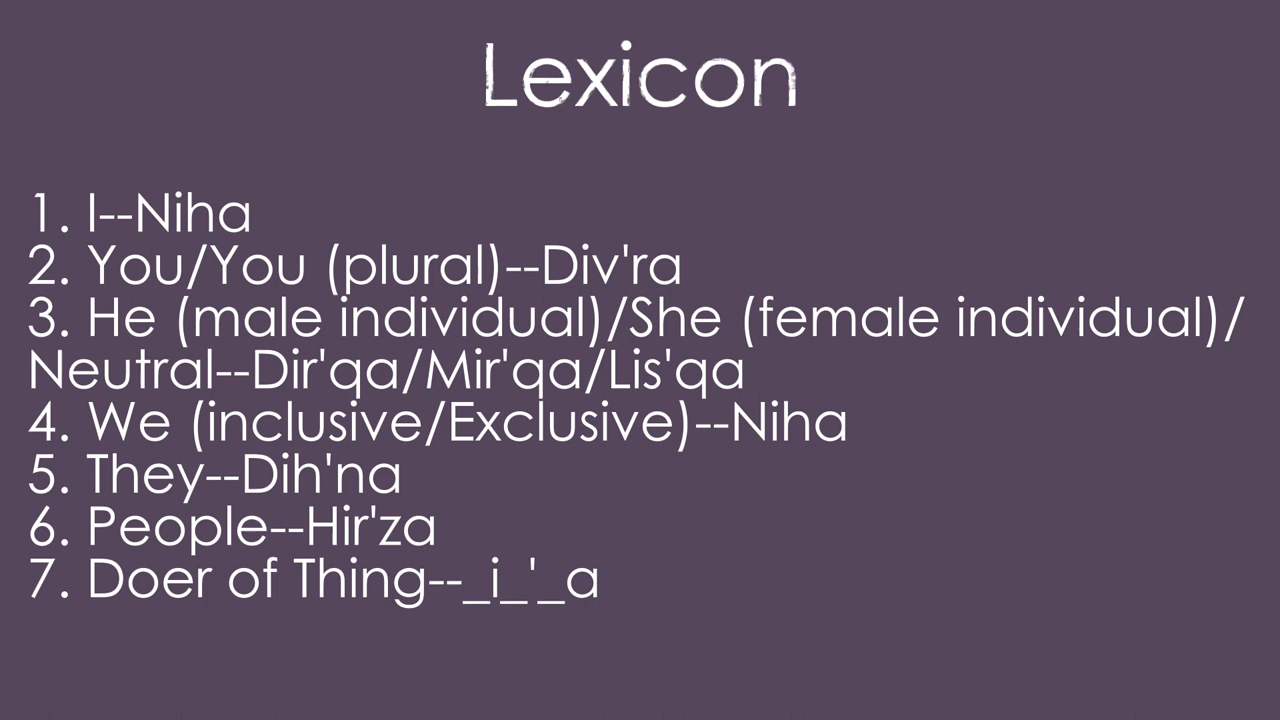 Lexicon
1. I--Niha
2. You/You (plural)--Div'ra
3. He (male individual)/She (female individual)/
Neutral--Dir'qa/Mir'qa/Lis'qa
4. We (inclusive/Exclusive)--Niha
5. They--Dih'na
6. People--Hir'za
7. Doer of Thing--_i_'_a